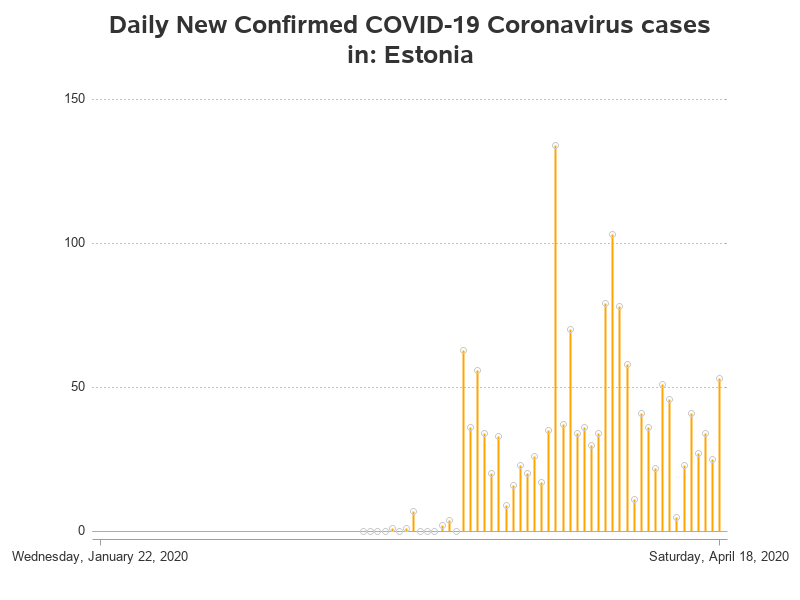 Daily New Confirmed COVID-19 Coronavirus cases
in: Estonia
150
100
50
0
Wednesday, January 22, 2020
Saturday, April 18, 2020